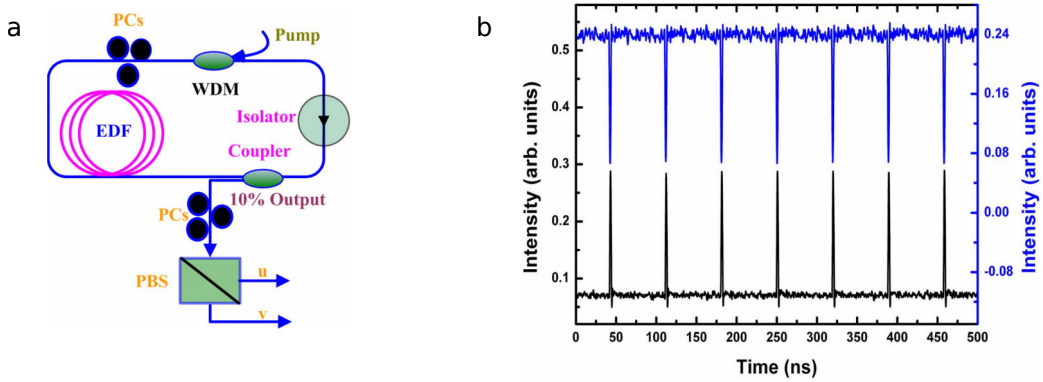 a
PCs
Pump
WDM
Isolator
EDF
Coupler
10% Output
PCs
PBS
u
v
b
0.5
0.4
0.3
0.2
0.1
Intensity (arb. units)
0.24
0.16
0.08
0.00
-0.08
Intensity (arb. units)
0 50 100 150 200 250 300 350 400 450 500
Time (ns)